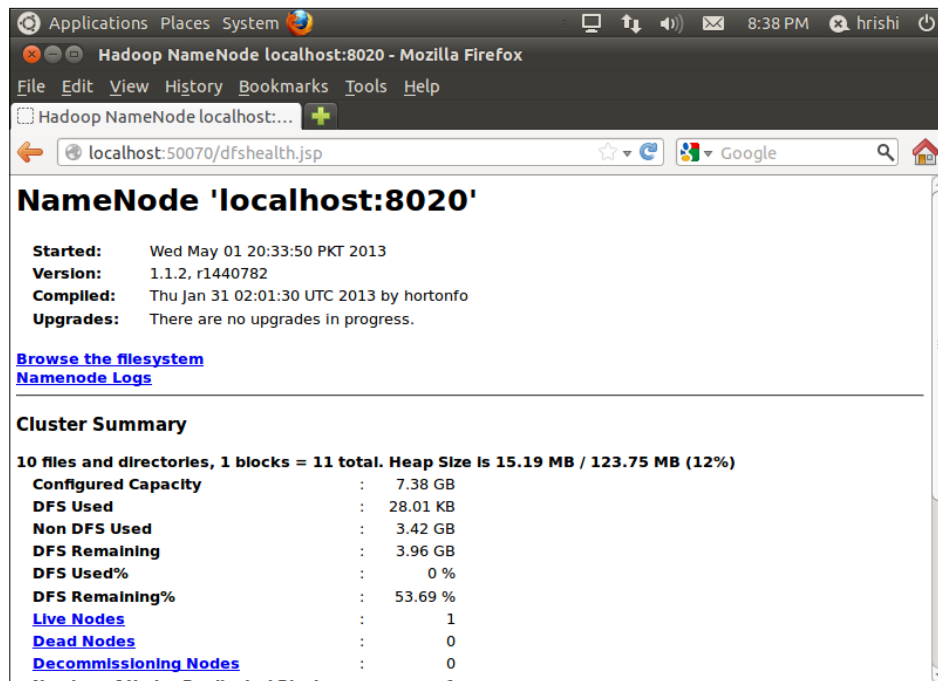 Applications Places System 8:38 PM hrishi
Hadoop NameNode localhost:8020 - Mozilla Firefox
File Edit View History Bookmarks Tools Help
Hadoop NameNode localhost:...
localhost:50070/dfshealth.jsp Google
NameNode 'localhost:8020'
Started: Wed May 01 20:33:50 PKT 2013
Version: 1.1.2, r1440782
Compiled: Thu Jan 31 02:01:30 UTC 2013 by hortonfo
Upgrades: There are no upgrades in progress.
Browse the filesystem
Namenode Logs
Cluster Summary
10 files and directories, 1 blocks = 11 total. Heap Size is 15.19 MB / 123.75 MB (12%)
Configured Capacity : 7.38 GB
DFS Used : 28.01 KB
Non DFS Used : 3.42 GB
DFS Remaining : 3.96 GB
DFS Used% : 0 %
DFS Remaining% : 53.69 %
Live Nodes : 1
Dead Nodes : 0
Decommissioning Nodes : 0